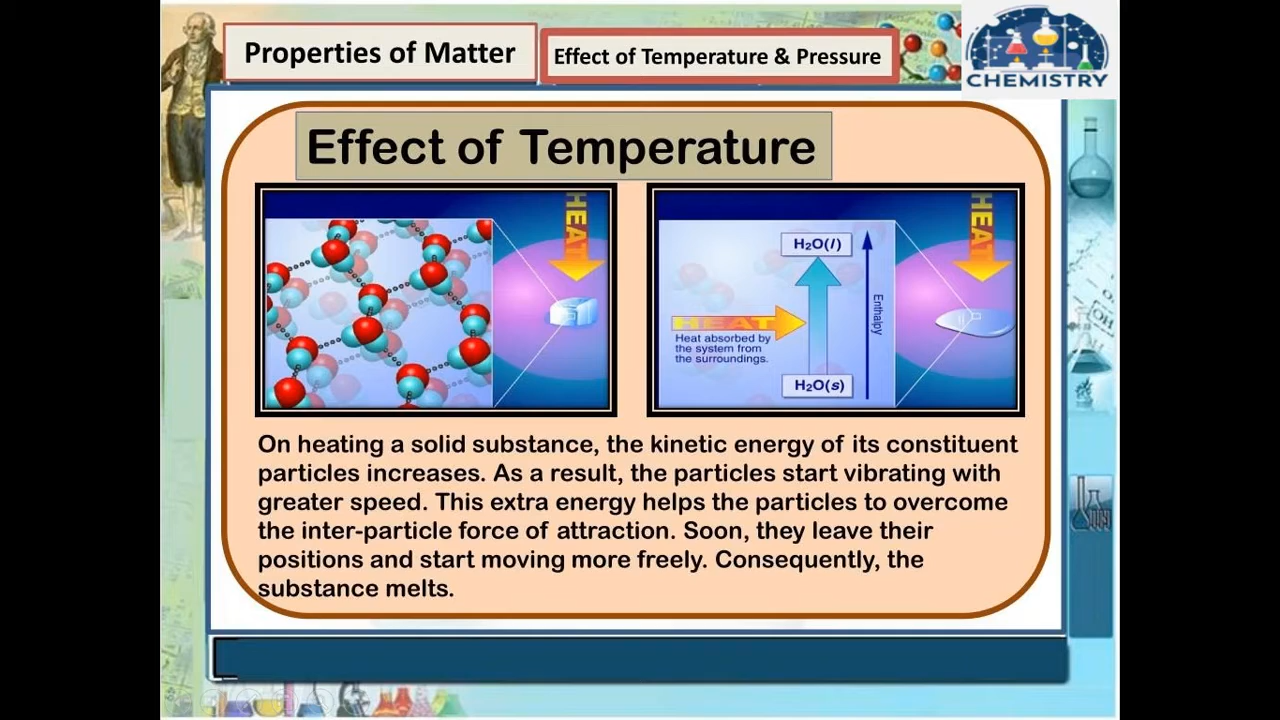 Properties of Matter
Effect of Temperature & Pressure
CHEMISTRY
Effect of Temperature
HEAT
HEAT
H₂O(l)
Enthalpy
HEAT
Heat absorbed by
the system from
the surroundings.
H₂O(s)
On heating a solid substance, the kinetic energy of its constituent
particles increases. As a result, the particles start vibrating with
greater speed. This extra energy helps the particles to overcome
the inter-particle force of attraction. Soon, they leave their
positions and start moving more freely. Consequently, the
substance melts.
OH